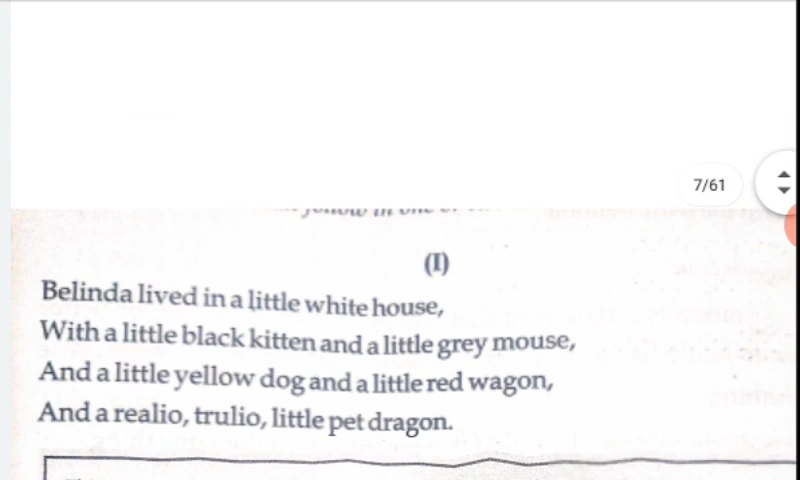 7/61
(I)
Belinda lived in a little white house,
With a little black kitten and a little grey mouse,
And a little yellow dog and a little red wagon,
And a realio, trulio, little pet dragon.